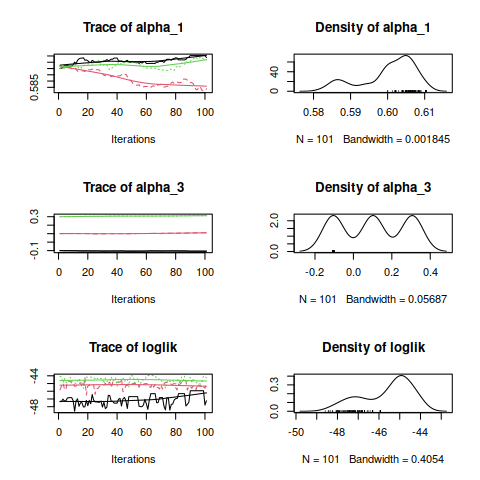 Trace of alpha_1
0.585
0 20 40 60 80 100
Iterations
Density of alpha_1
0 40
0.58 0.59 0.60 0.61
N = 101 Bandwidth = 0.001845
Trace of alpha_3
-0.1 0.3
0 20 40 60 80 100
Iterations
Density of alpha_3
0.0 2.0
-0.2 0.0 0.2 0.4
N = 101 Bandwidth = 0.05687
Trace of loglik
-48 -44
0 20 40 60 80 100
Iterations
Density of loglik
0.0 0.3
-50 -48 -46 -44
N = 101 Bandwidth = 0.4054